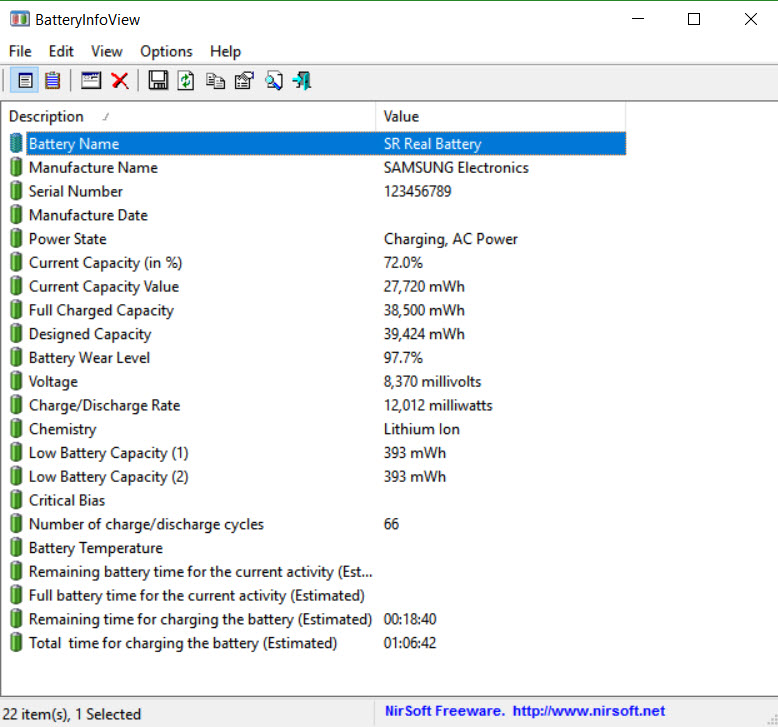 BatteryInfoView
File Edit View Options Help
Description Value
Battery Name SR Real Battery
Manufacture Name SAMSUNG Electronics
Serial Number 123456789
Manufacture Date
Power State Charging, AC Power
Current Capacity (in %) 72.0%
Current Capacity Value 27,720 mWh
Full Charged Capacity 38,500 mWh
Designed Capacity 39,424 mWh
Battery Wear Level 97.7%
Voltage 8,370 millivolts
Charge/Discharge Rate 12,012 milliwatts
Chemistry Lithium Ion
Low Battery Capacity (1) 393 mWh
Low Battery Capacity (2) 393 mWh
Critical Bias
Number of charge/discharge cycles 66
Battery Temperature
Remaining battery time for the current activity (Est...
Full battery time for the current activity (Estimated)
Remaining time for charging the battery (Estimated) 00:18:40
Total  time for charging the battery (Estimated) 01:06:42
22 item(s), 1 Selected NirSoft Freeware.  http://www.nirsoft.net